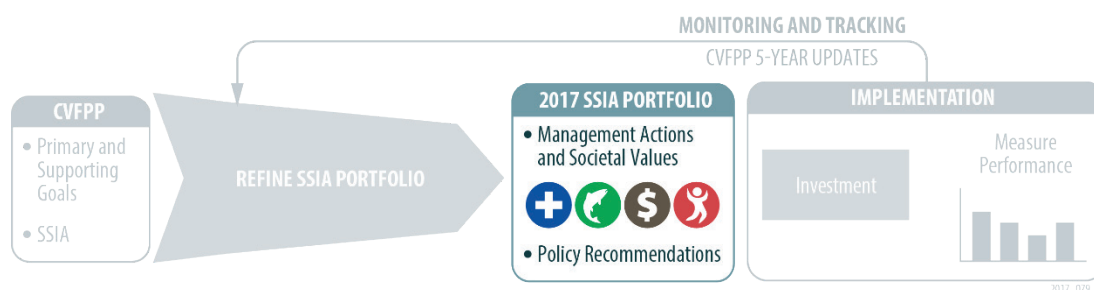 MONITORING AND TRACKING
CVFPP 5-YEAR UPDATES
CVFPP
• Primary and
Supporting
Goals
• SSIA
REFINE SSIA PORTFOLIO
2017 SSIA PORTFOLIO
• Management Actions
and Societal Values
$
• Policy Recommendations
IMPLEMENTATION
Investment
Measure
Performance